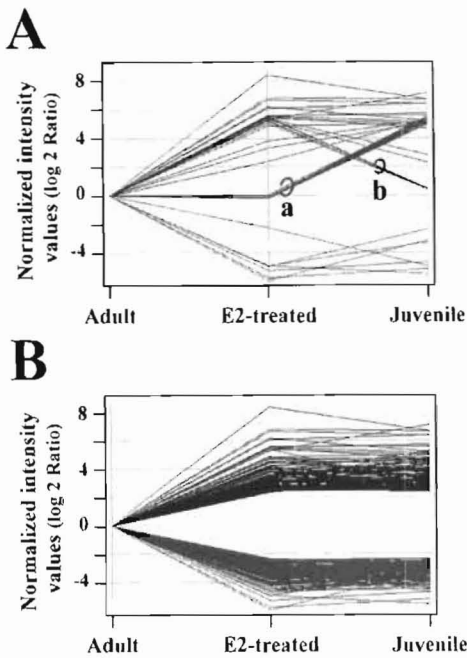 A
Normalized intensity
values (log 2 Ratio)
8
4
0
-4
a
b
Adult E2-treated Juvenile
B
Normalized intensity
values (log 2 Ratio)
8
4
0
-4
Adult E2-treated Juvenile